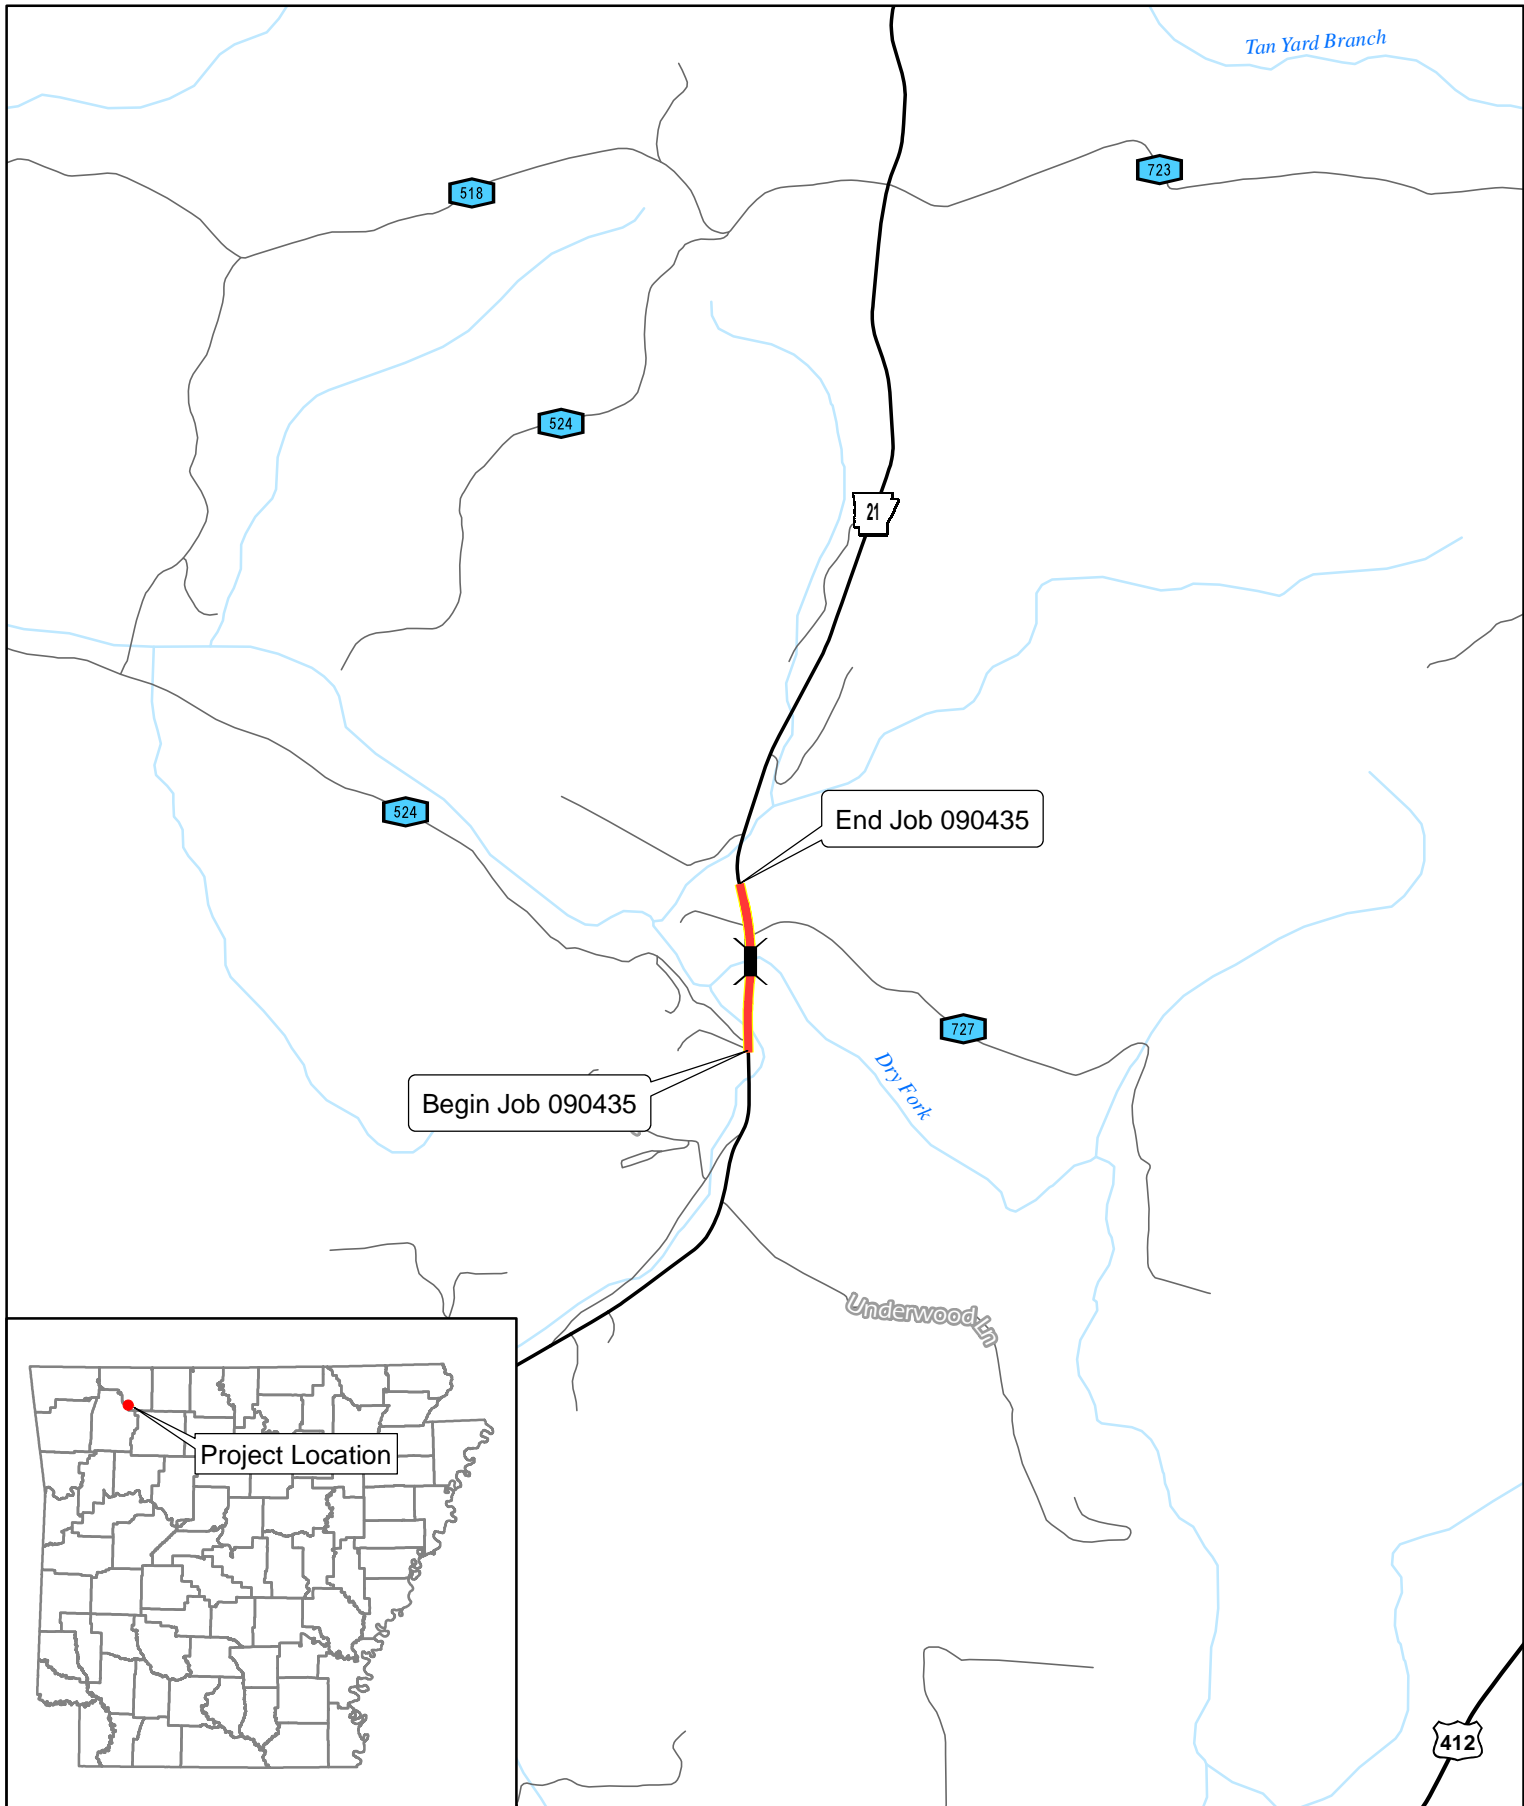 Tan Yard Branch
723
518
524
21
524
End Job 090435
727
Dry Fork
Begin Job 090435
Underwood Ln
Project Location
412